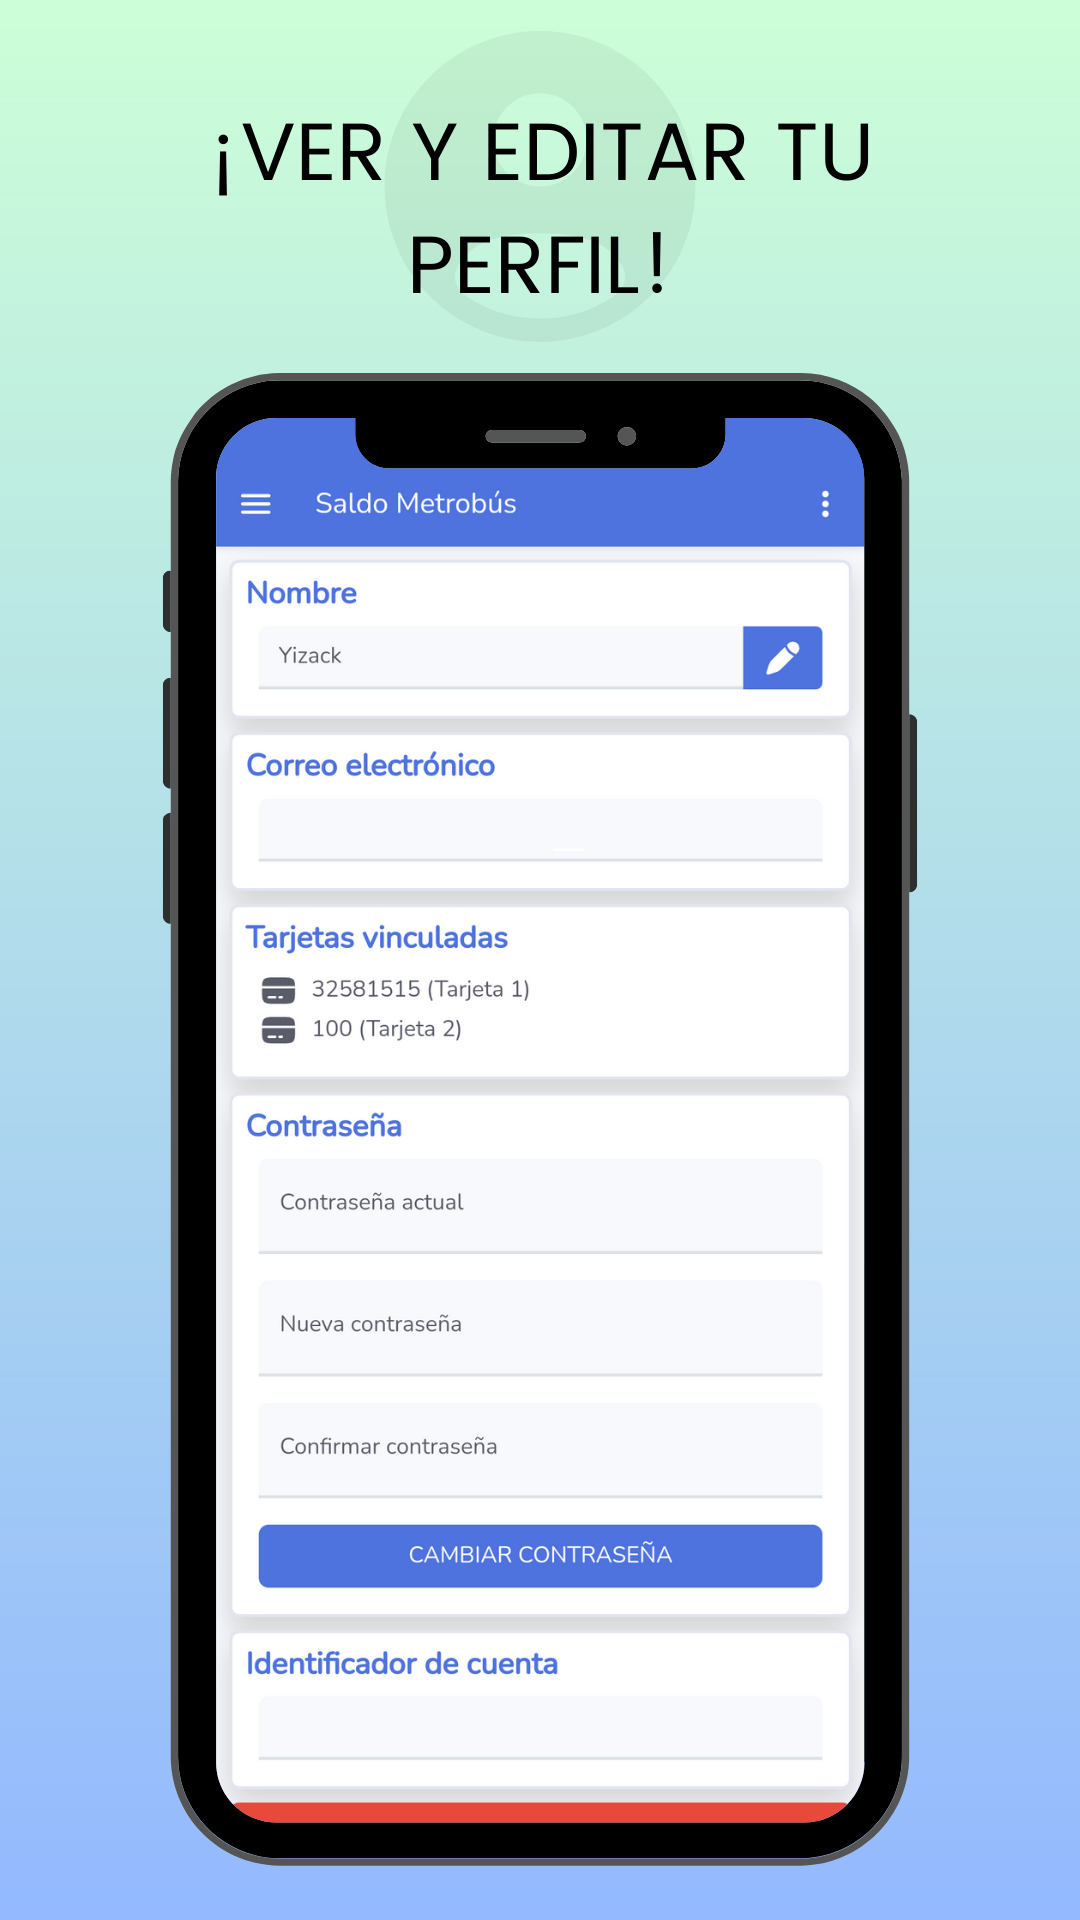 ¡VER Y EDITAR TU
PERFIL!
Saldo Metrobús
Nombre
Yizack
Correo electrónico
Tarjetas vinculadas
32581515 (Tarjeta 1)
100 (Tarjeta 2)
Contraseña
Contraseña actual
Nueva contraseña
Confirmar contraseña
CAMBIAR CONTRASEÑA
Identificador de cuenta